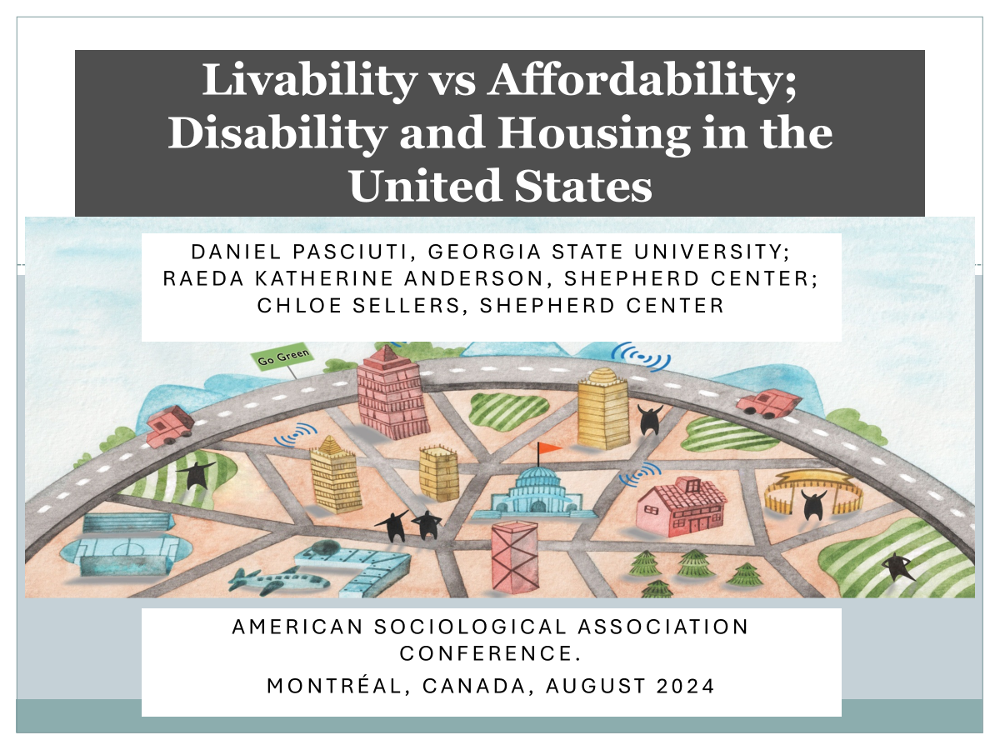 Livability vs Affordability;
Disability and Housing in the
United States
DANIEL PASCIUTI, GEORGIA STATE UNIVERSITY;
RAEDA KATHERINE ANDERSON, SHEPHERD CENTER;
CHLOE SELLERS, SHEPHERD CENTER
Go Green
AMERICAN SOCIOLOGICAL ASSOCIATION
CONFERENCE.
MONTRÉAL, CANADA, AUGUST 2024